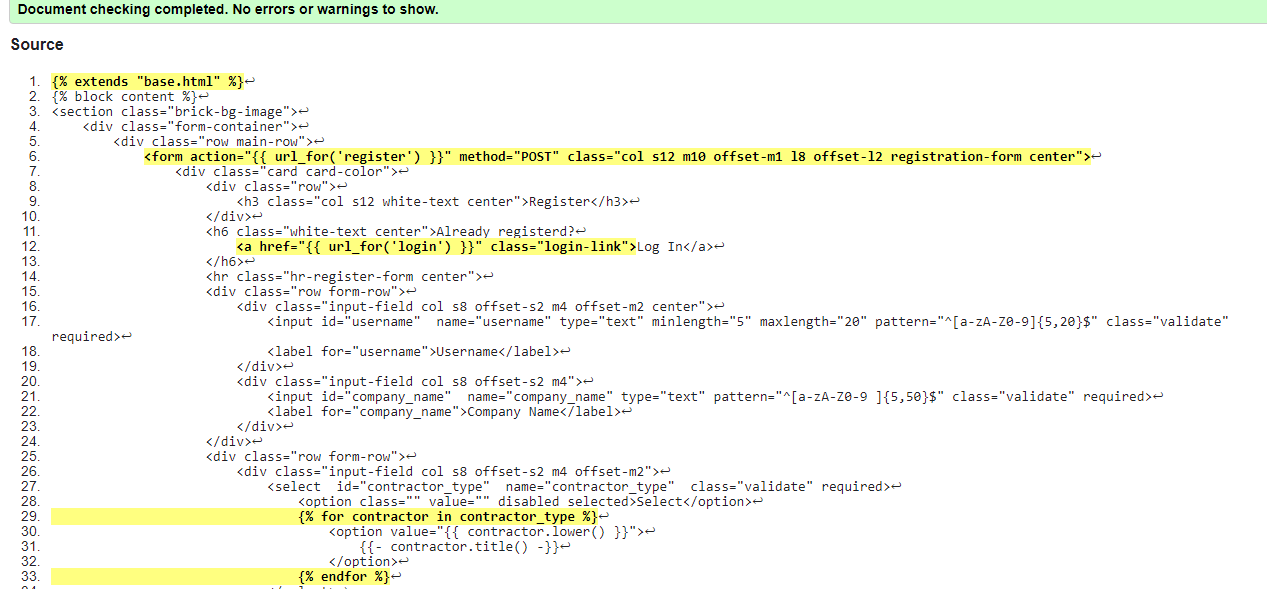 Document checking completed. No errors or warnings to show.
Source
1. {% extends "base.html" %}↩
2. {% block content %}↩
3. <section class="brick-bg-image">↩
4. <div class="form-container">↩
5. <div class="row main-row">↩
6. <form action="{{ url_for('register') }}" method="POST" class="col s12 m10 offset-m1 l8 offset-l2 registration-form center">↩
7. <div class="card card-color">↩
8. <div class="row">↩
9. <h3 class="col s12 white-text center">Register</h3>↩
10. </div>↩
11. <h6 class="white-text center">Already registerd?↩
12. <a href="{{ url_for('login') }}" class="login-link">Log In</a>↩
13. </h6>↩
14. <hr class="hr-register-form center">↩
15. <div class="row form-row">↩
16. <div class="input-field col s8 offset-s2 m4 offset-m2 center">↩
17. <input id="username"  name="username" type="text" minlength="5" maxlength="20" pattern="^[a-zA-Z0-9]{5,20}$" class="validate"
required>↩
18. <label for="username">Username</label>↩
19. </div>↩
20. <div class="input-field col s8 offset-s2 m4">↩
21. <input id="company_name"  name="company_name" type="text" pattern="^[a-zA-Z0-9 ]{5,50}$" class="validate" required>↩
22. <label for="company_name">Company Name</label>↩
23. </div>↩
24. </div>↩
25. <div class="row form-row">↩
26. <div class="input-field col s8 offset-s2 m4 offset-m2">↩
27. <select  id="contractor_type"  name="contractor_type"  class="validate" required>↩
28. <option class="" value="" disabled selected>Select</option>↩
29. {% for contractor in contractor_type %}↩
30. <option value="{{ contractor.lower() }}">↩
31. {{- contractor.title() -}}↩
32. </option>↩
33. {% endfor %}↩